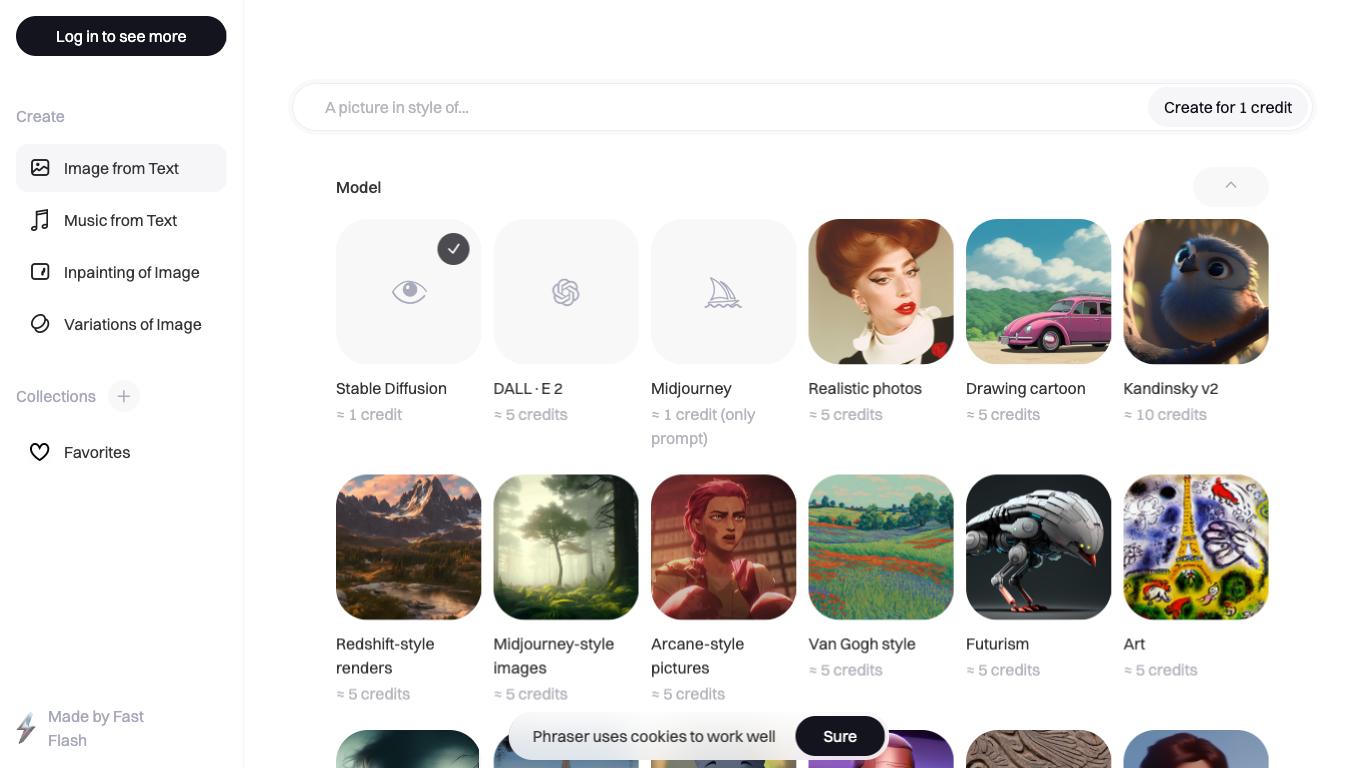 Log in to see more
Create
Image from Text
Music from Text
Inpainting of Image
Variations of Image
Collections
Favorites
Made by Fast
Flash
A picture in style of...
Create for 1 credit
Model
Stable Diffusion
≈ 1 credit
DALL · E 2
≈ 5 credits
Midjourney
≈ 1 credit (only
prompt)
Realistic photos
≈ 5 credits
Drawing cartoon
≈ 5 credits
Kandinsky v2
≈ 10 credits
Redshift-style
renders
≈ 5 credits
Midjourney-style
images
≈ 5 credits
Arcane-style
pictures
≈ 5 credits
Van Gogh style
≈ 5 credits
Futurism
≈ 5 credits
Art
≈ 5 credits
Phraser uses cookies to work well
Sure